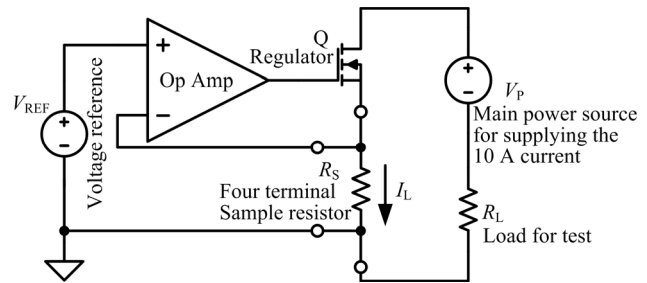 Q
Regulator
+
Op Amp
−
V_REF
+
−
Voltage reference
+
−
V_P
Main power source
for supplying the
10 A current
R_S
Four terminal
Sample resistor
I_L
R_L
Load for test